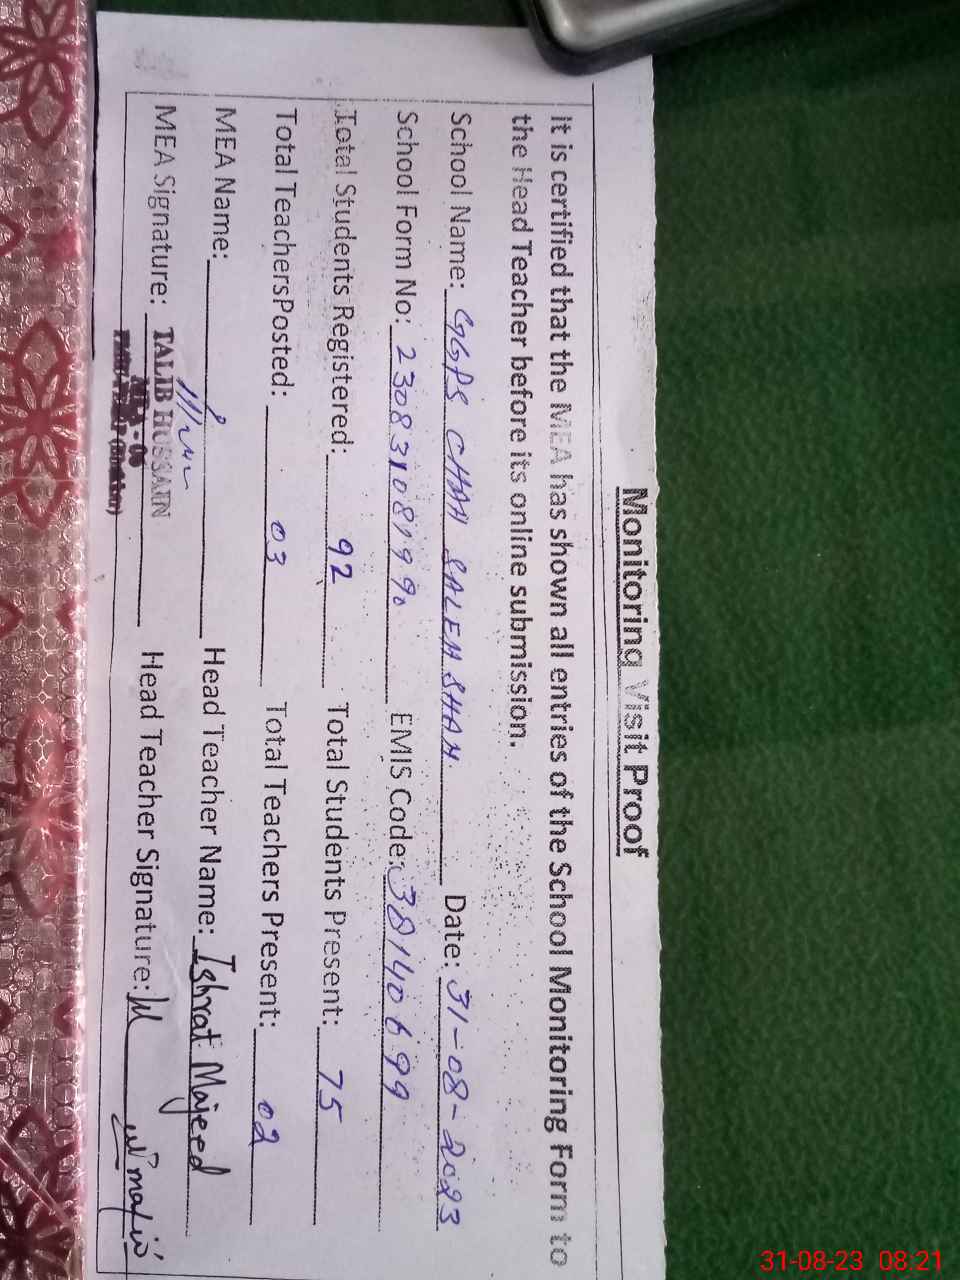 Monitoring Visit Proof
It is certified that the MEA has shown all entries of the School Monitoring Form to
the Head Teacher before its online submission.
School Name: GGPS CHAH SALEM SHAH Date: 31-08-2023
School Form No: EMIS Code: 38140699
Total Students Registered: 92 Total Students Present: 75
Total TeachersPosted: 03 Total Teachers Present: 02
MEA Name: Head Teacher Name: Ishrat Majeed
MEA Signature: TALIB HUSSAIN Head Teacher Signature:
31-08-23 08:21